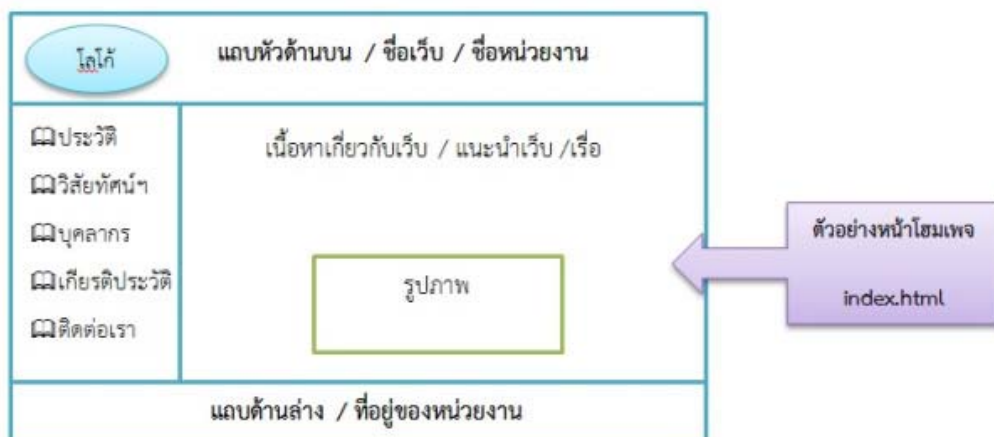 โลโก้
แถบหัวด้านบน / ชื่อเว็บ / ชื่อหน่วยงาน
🕮ประวัติ
🕮วิสัยทัศน์ฯ
🕮บุคลากร
🕮เกียรติประวัติ
🕮ติดต่อเรา
เนื้อหาเกี่ยวกับเว็บ / แนะนำเว็บ /เรื่อ
รูปภาพ
แถบด้านล่าง / ที่อยู่ของหน่วยงาน
ตัวอย่างหน้าโฮมเพจ
index.html